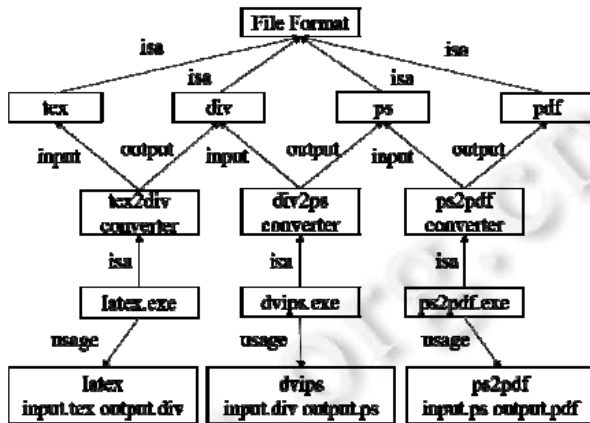 File Format
isa
isa
isa
isa
tex
div
ps
pdf
input
output
input
output
input
output
tex2div
converter
div2ps
converter
ps2pdf
converter
isa
isa
isa
latex.exe
dvips.exe
ps2pdf.exe
usage
usage
usage
latex
input.tex output.div
dvips
input.div output.ps
ps2pdf
input.ps output.pdf